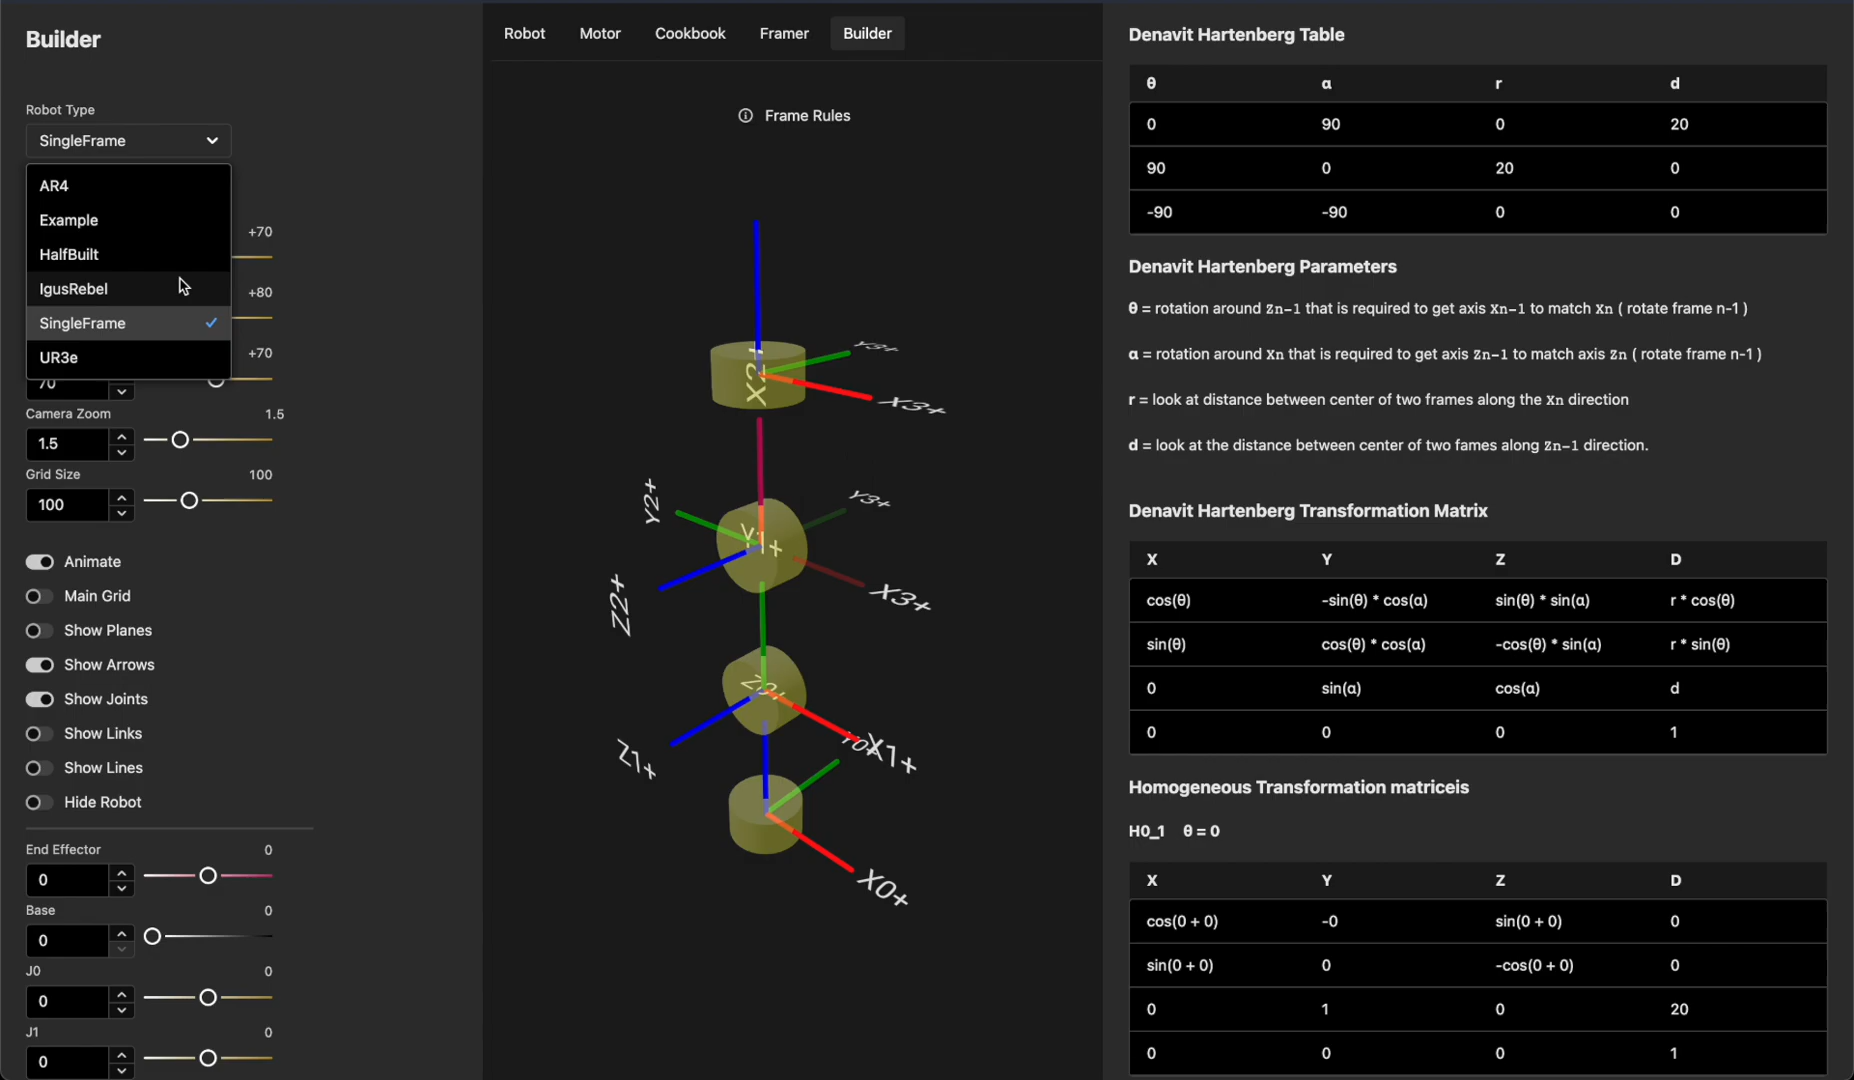 Builder
Robot Type
SingleFrame
AR4
Example
HalfBuilt
IgusRebel
SingleFrame
UR3e
+70
+80
+70
70
Camera Zoom 1.5
1.5
Grid Size 100
100
Animate
Main Grid
Show Planes
Show Arrows
Show Joints
Show Links
Show Lines
Hide Robot
End Effector 0
0
Base 0
0
J0 0
0
J1 0
0
Robot Motor Cookbook Framer Builder
Frame Rules
Y3+
X2+
X3+
Y2+
Y3+
Y1+
X3+
Z2+
Z0+
Z1+
X1+
X0+
Denavit Hartenberg Table
θ α r d
0 90 0 20
90 0 20 0
-90 -90 0 0
Denavit Hartenberg Parameters
θ = rotation around Zn-1 that is required to get axis Xn-1 to match Xn ( rotate frame n-1 )
α = rotation around Xn that is required to get axis Zn-1 to match axis Zn ( rotate frame n-1 )
r = look at distance between center of two frames along the Xn direction
d = look at the distance between center of two fames along Zn-1 direction.
Denavit Hartenberg Transformation Matrix
X Y Z D
cos(θ) -sin(θ) * cos(α) sin(θ) * sin(α) r * cos(θ)
sin(θ) cos(θ) * cos(α) -cos(θ) * sin(α) r * sin(θ)
0 sin(α) cos(α) d
0 0 0 1
Homogeneous Transformation matriceis
H0_1 θ = 0
X Y Z D
cos(0 + 0) -0 sin(0 + 0) 0
sin(0 + 0) 0 -cos(0 + 0) 0
0 1 0 20
0 0 0 1